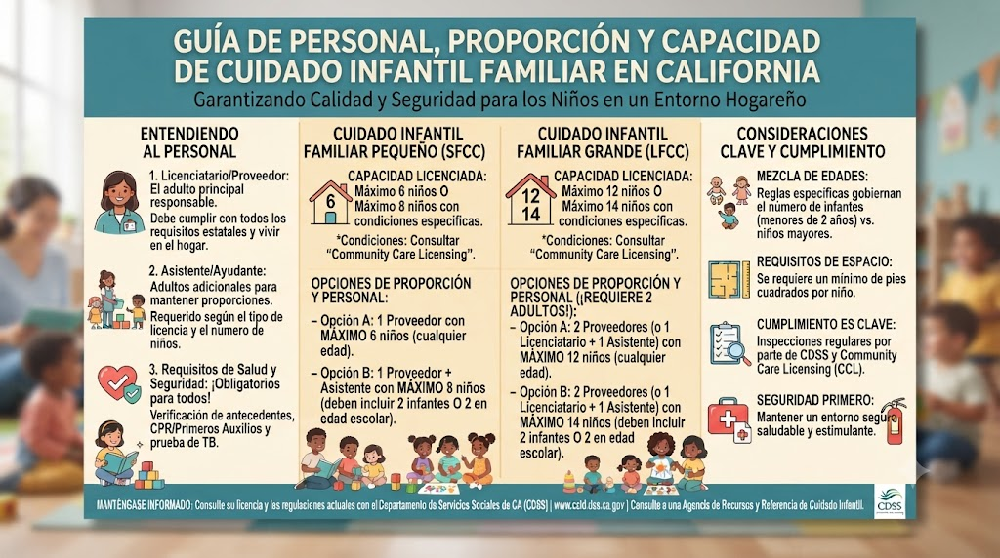 GUÍA DE PERSONAL, PROPORCIÓN Y CAPACIDAD
DE CUIDADO INFANTIL FAMILIAR EN CALIFORNIA
Garantizando Calidad y Seguridad para los Niños en un Entorno Hogareño
ENTENDIENDO
AL PERSONAL
1. Licenciatario/Proveedor:
El adulto principal
responsable.
Debe cumplir con todos los
requisitos estatales y vivir
en el hogar.
2. Asistente/Ayudante:
Adultos adicionales para
mantener proporciones.
Requerido según el tipo de
licencia y el número de
niños.
3. Requisitos de Salud y
Seguridad: ¡Obligatorios
para todos!
Verificación de antecedentes,
CPR/Primeros Auxilios y
prueba de TB.
CUIDADO INFANTIL
FAMILIAR PEQUEÑO (SFCC)
6
CAPACIDAD LICENCIADA:
Máximo 6 niños O
Máximo 8 niños con
condiciones específicas.
*Condiciones: Consultar
“Community Care Licensing”.
OPCIONES DE PROPORCIÓN
Y PERSONAL:
– Opción A: 1 Proveedor con
MÁXIMO 6 niños (cualquier
edad).
– Opción B: 1 Proveedor +
Asistente con MÁXIMO 8 niños
(deben incluir 2 infantes O 2 en
edad escolar).
CUIDADO INFANTIL
FAMILIAR GRANDE (LFCC)
12
14
CAPACIDAD LICENCIADA:
Máximo 12 niños O
Máximo 14 niños con
condiciones específicas.
*Condiciones: Consultar
“Community Care Licensing”.
OPCIONES DE PROPORCIÓN Y
PERSONAL (¡REQUIERE 2
ADULTOS!):
– Opción A: 2 Proveedores (o 1
Licenciatario + 1 Asistente) con
MÁXIMO 12 niños (cualquier
edad).
– Opción B: 2 Proveedores (o 1
Licenciatario + 1 Asistente) con
MÁXIMO 14 niños (deben incluir
2 infantes O 2 en edad
escolar).
CONSIDERACIONES
CLAVE Y CUMPLIMIENTO
MEZCLA DE EDADES:
Reglas específicas gobiernan
el número de infantes
(menores de 2 años) vs.
niños mayores.
REQUISITOS DE ESPACIO:
Se requiere un mínimo de pies
cuadrados por niño.
CUMPLIMIENTO ES CLAVE:
Inspecciones regulares por
parte de CDSS y Community
Care Licensing (CCL).
SEGURIDAD PRIMERO:
Mantener un entorno seguro
saludable y estimulante.
MANTÉNGASE INFORMADO: Consulte su licencia y las regulaciones actuales con el Departamento de Servicios Sociales de CA (CDSS) | www.ccld.dss.ca.gov | Consulte a una Agencia de Recursos y Referencia de Cuidado Infantil.
CDSS